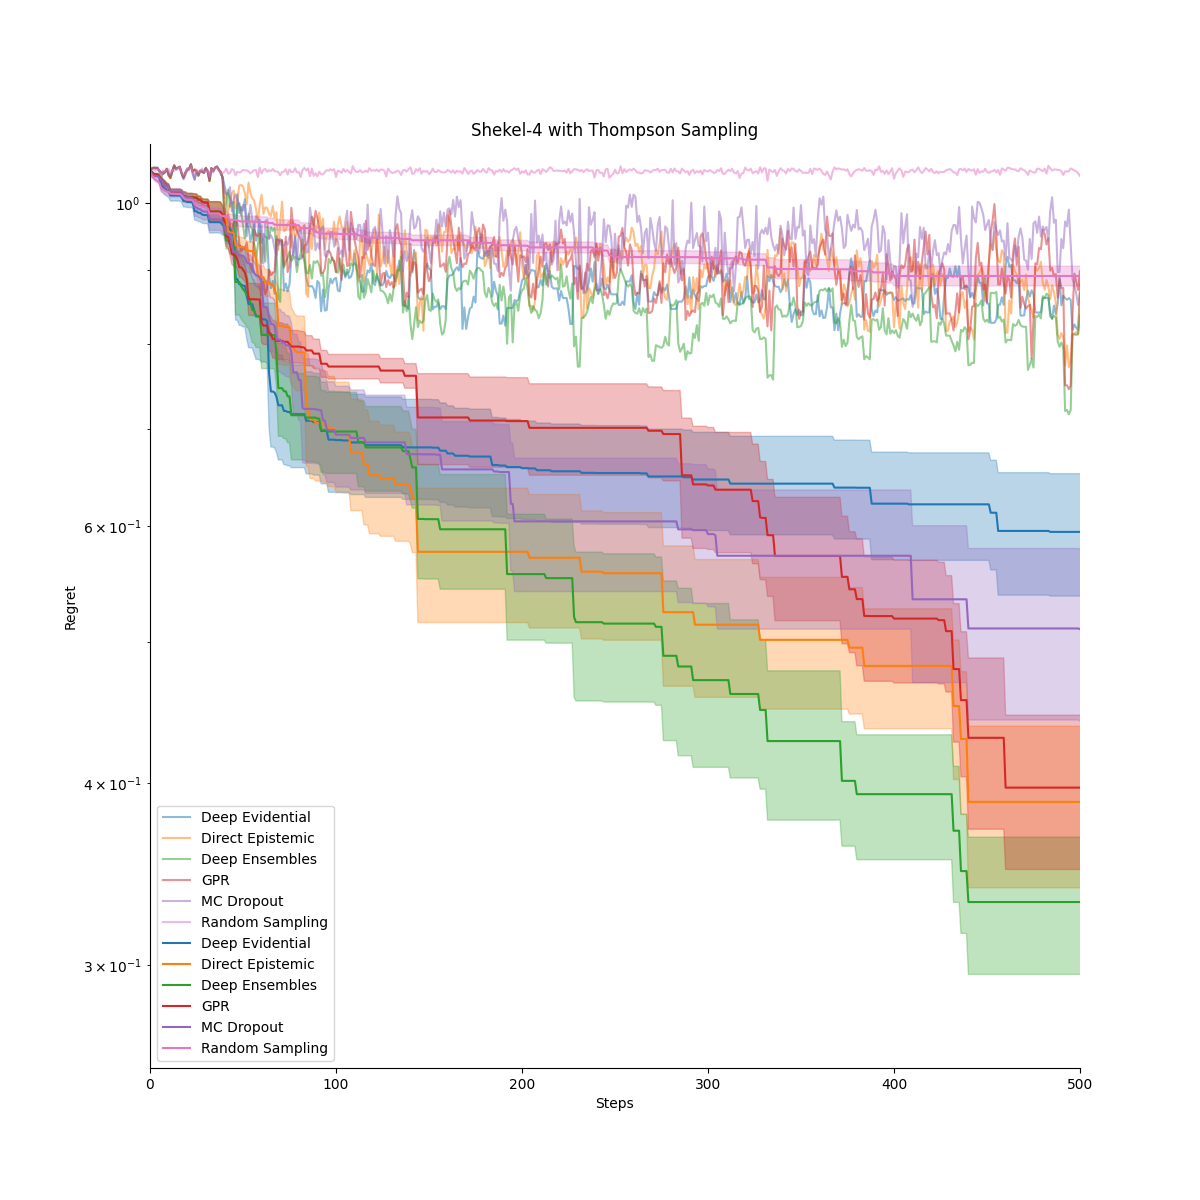 Shekel-4 with Thompson Sampling
10^0
6 × 10^−1
4 × 10^−1
3 × 10^−1
Regret
Deep Evidential
Direct Epistemic
Deep Ensembles
GPR
MC Dropout
Random Sampling
Deep Evidential
Direct Epistemic
Deep Ensembles
GPR
MC Dropout
Random Sampling
0 100 200 300 400 500
Steps